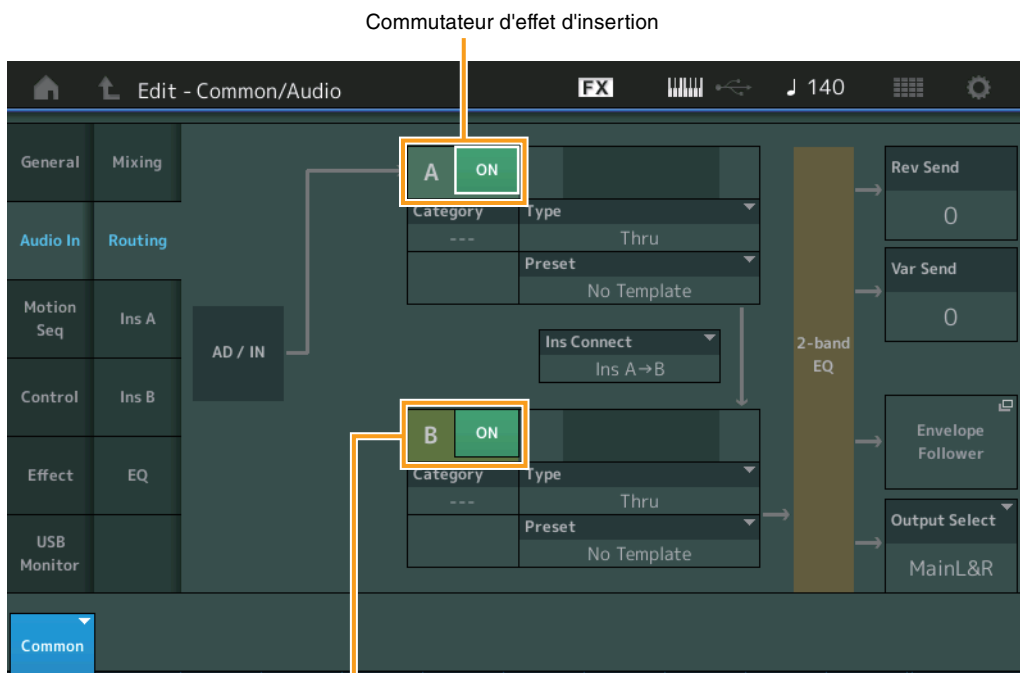 Commutateur d'effet d'insertion
Edit - Common/Audio
FX
♩ 140
General
Mixing
Audio In
Routing
Motion
Seq
Ins A
Control
Ins B
Effect
EQ
USB
Monitor
Common
AD / IN
A
ON
Category
---
Type
Thru
Preset
No Template
Ins Connect
Ins A→B
B
ON
Category
---
Type
Thru
Preset
No Template
2-band
EQ
Rev Send
0
Var Send
0
Envelope
Follower
Output Select
MainL&R